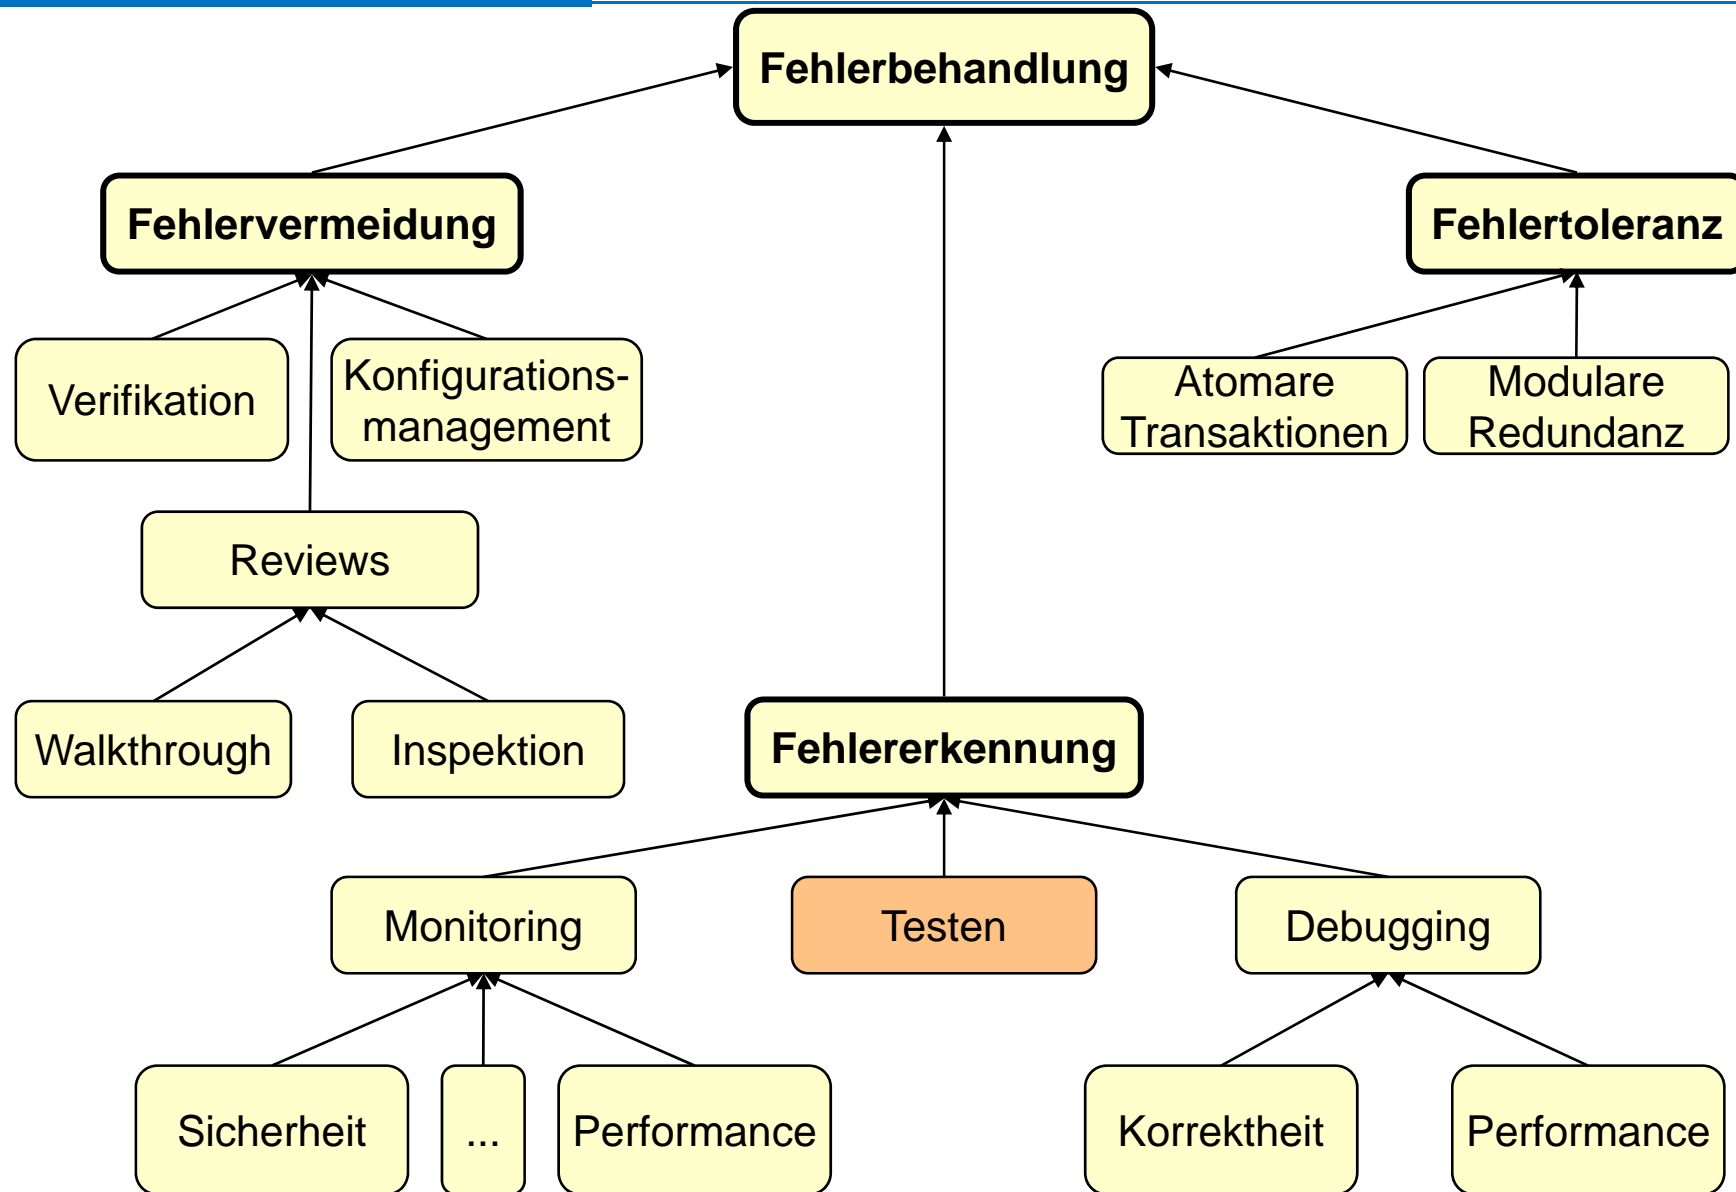 Fehlerbehandlung
Fehlervermeidung
Fehlertoleranz
Verifikation
Konfigurations-
management
Atomare
Transaktionen
Modulare
Redundanz
Reviews
Walkthrough
Inspektion
Fehlererkennung
Monitoring
Testen
Debugging
Sicherheit
...
Performance
Korrektheit
Performance